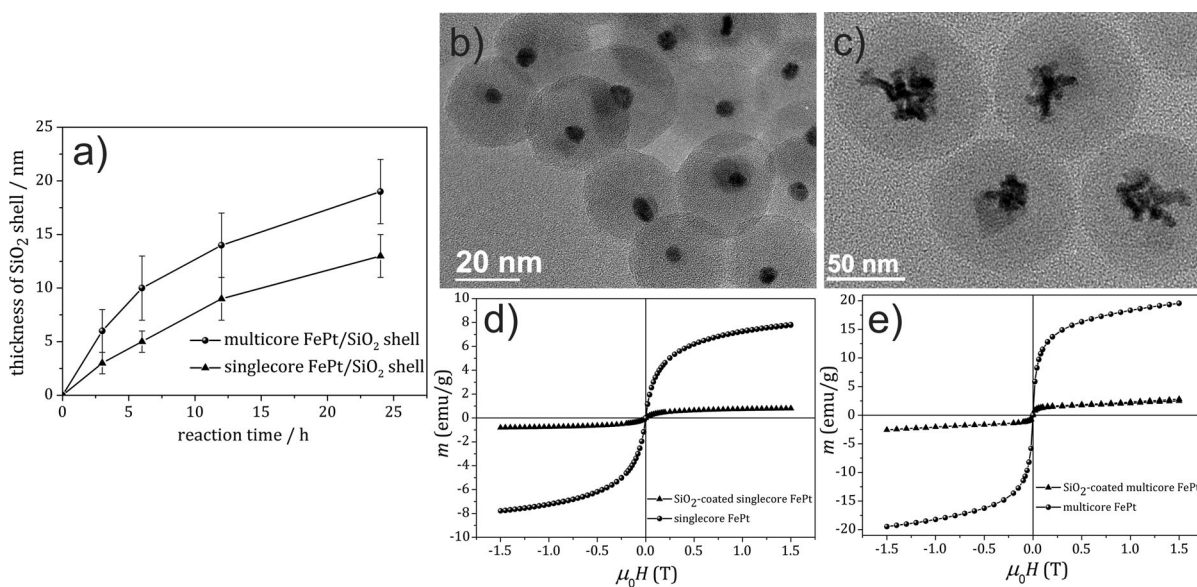 a)
thickness of SiO₂ shell / nm
25
20
15
10
5
0
0 5 10 15 20 25
reaction time / h
multicore FePt/SiO₂ shell
singlecore FePt/SiO₂ shell
b)
20 nm
c)
50 nm
d)
m (emu/g)
10
8
6
4
2
0
-2
-4
-6
-8
-10
-1.5 -1.0 -0.5 0.0 0.5 1.0 1.5
μ₀H (T)
SiO₂-coated singlecore FePt
singlecore FePt
e)
m (emu/g)
20
15
10
5
0
-5
-10
-15
-20
-1.5 -1.0 -0.5 0.0 0.5 1.0 1.5
μ₀H (T)
SiO₂-coated multicore FePt
multicore FePt